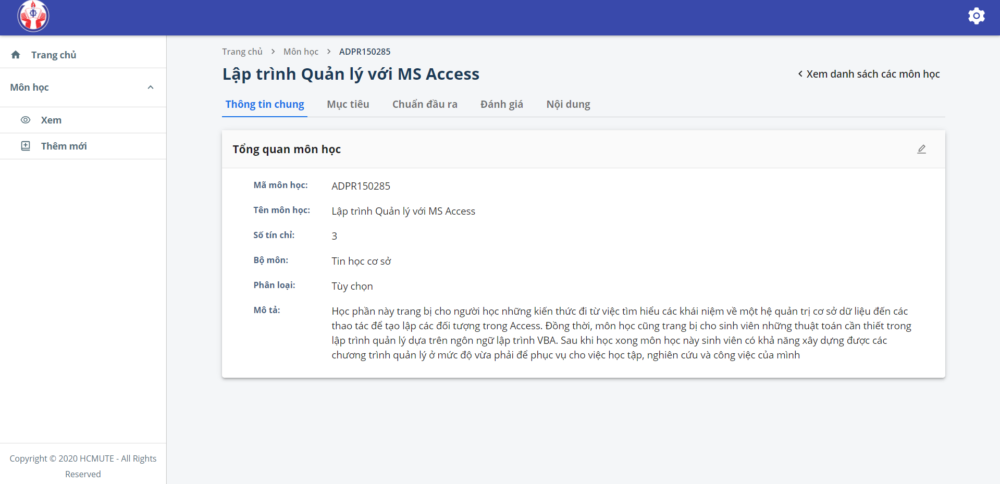 Trang chủ
Môn học
Xem
Thêm mới
Copyright © 2020 HCMUTE - All Rights
Reserved
Trang chủ > Môn học > ADPR150285
Lập trình Quản lý với MS Access
Xem danh sách các môn học
Thông tin chung Mục tiêu Chuẩn đầu ra Đánh giá Nội dung
Tổng quan môn học
Mã môn học: ADPR150285
Tên môn học: Lập trình Quản lý với MS Access
Số tín chỉ: 3
Bộ môn: Tin học cơ sở
Phân loại: Tùy chọn
Mô tả: Học phần này trang bị cho người học những kiến thức đi từ việc tìm hiểu các khái niệm về một hệ quản trị cơ sở dữ liệu đến các
thao tác để tạo lập các đối tượng trong Access. Đồng thời, môn học cũng trang bị cho sinh viên những thuật toán cần thiết trong
lập trình quản lý dựa trên ngôn ngữ lập trình VBA. Sau khi học xong môn học này sinh viên có khả năng xây dựng được các
chương trình quản lý ở mức độ vừa phải để phục vụ cho việc học tập, nghiên cứu và công việc của mình